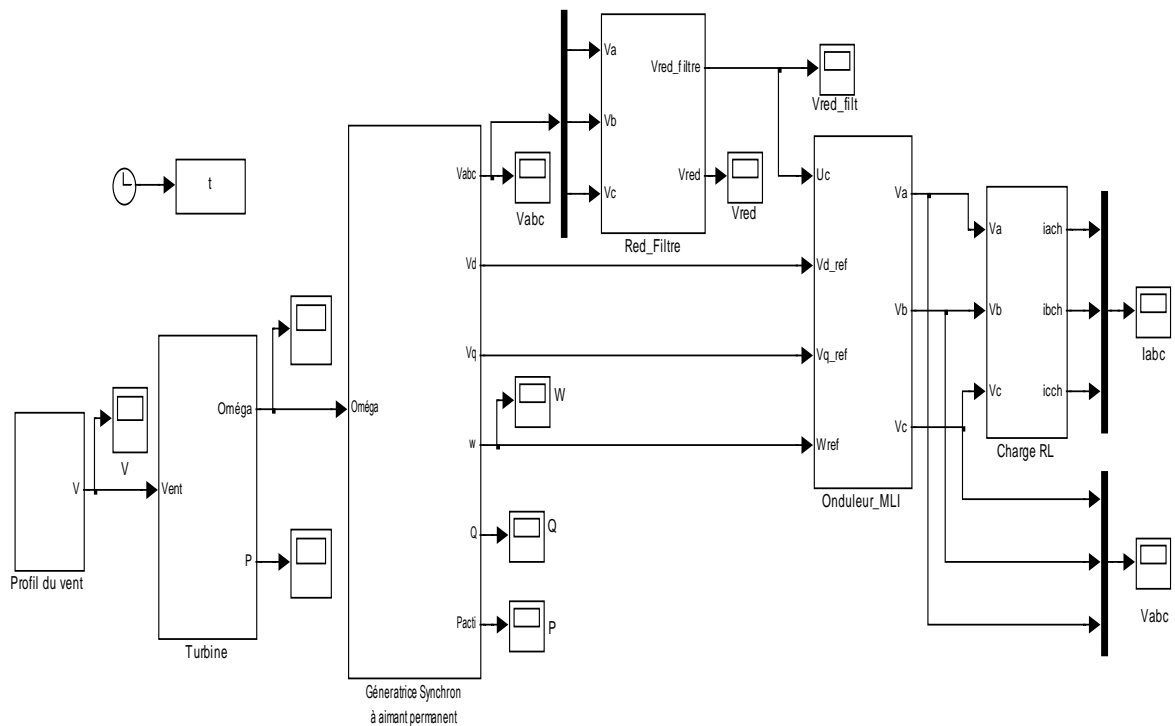 Va
Vb
Vc
Vred_filtre
Vred
Red_Filtre
Vred_filt
Vred
t
Vabc
Vabc
Vd
Vq
w
Q
Pacti
Oméga
Géneratrice Synchron
à aimant permanent
W
Q
P
V
Profil du vent
V
Vent
Oméga
P
Turbine
Uc
Vd_ref
Vq_ref
Wref
Va
Vb
Vc
Onduleur_MLI
Va
Vb
Vc
iach
ibch
icch
Charge RL
Iabc
Vabc